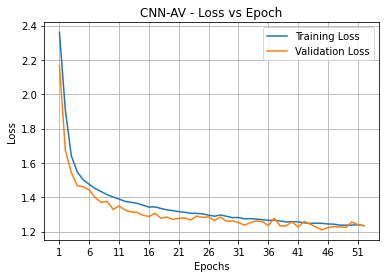 CNN-AV - Loss vs Epoch
Training Loss
Validation Loss
Loss
2.4
2.2
2.0
1.8
1.6
1.4
1.2
1 6 11 16 21 26 31 36 41 46 51
Epochs